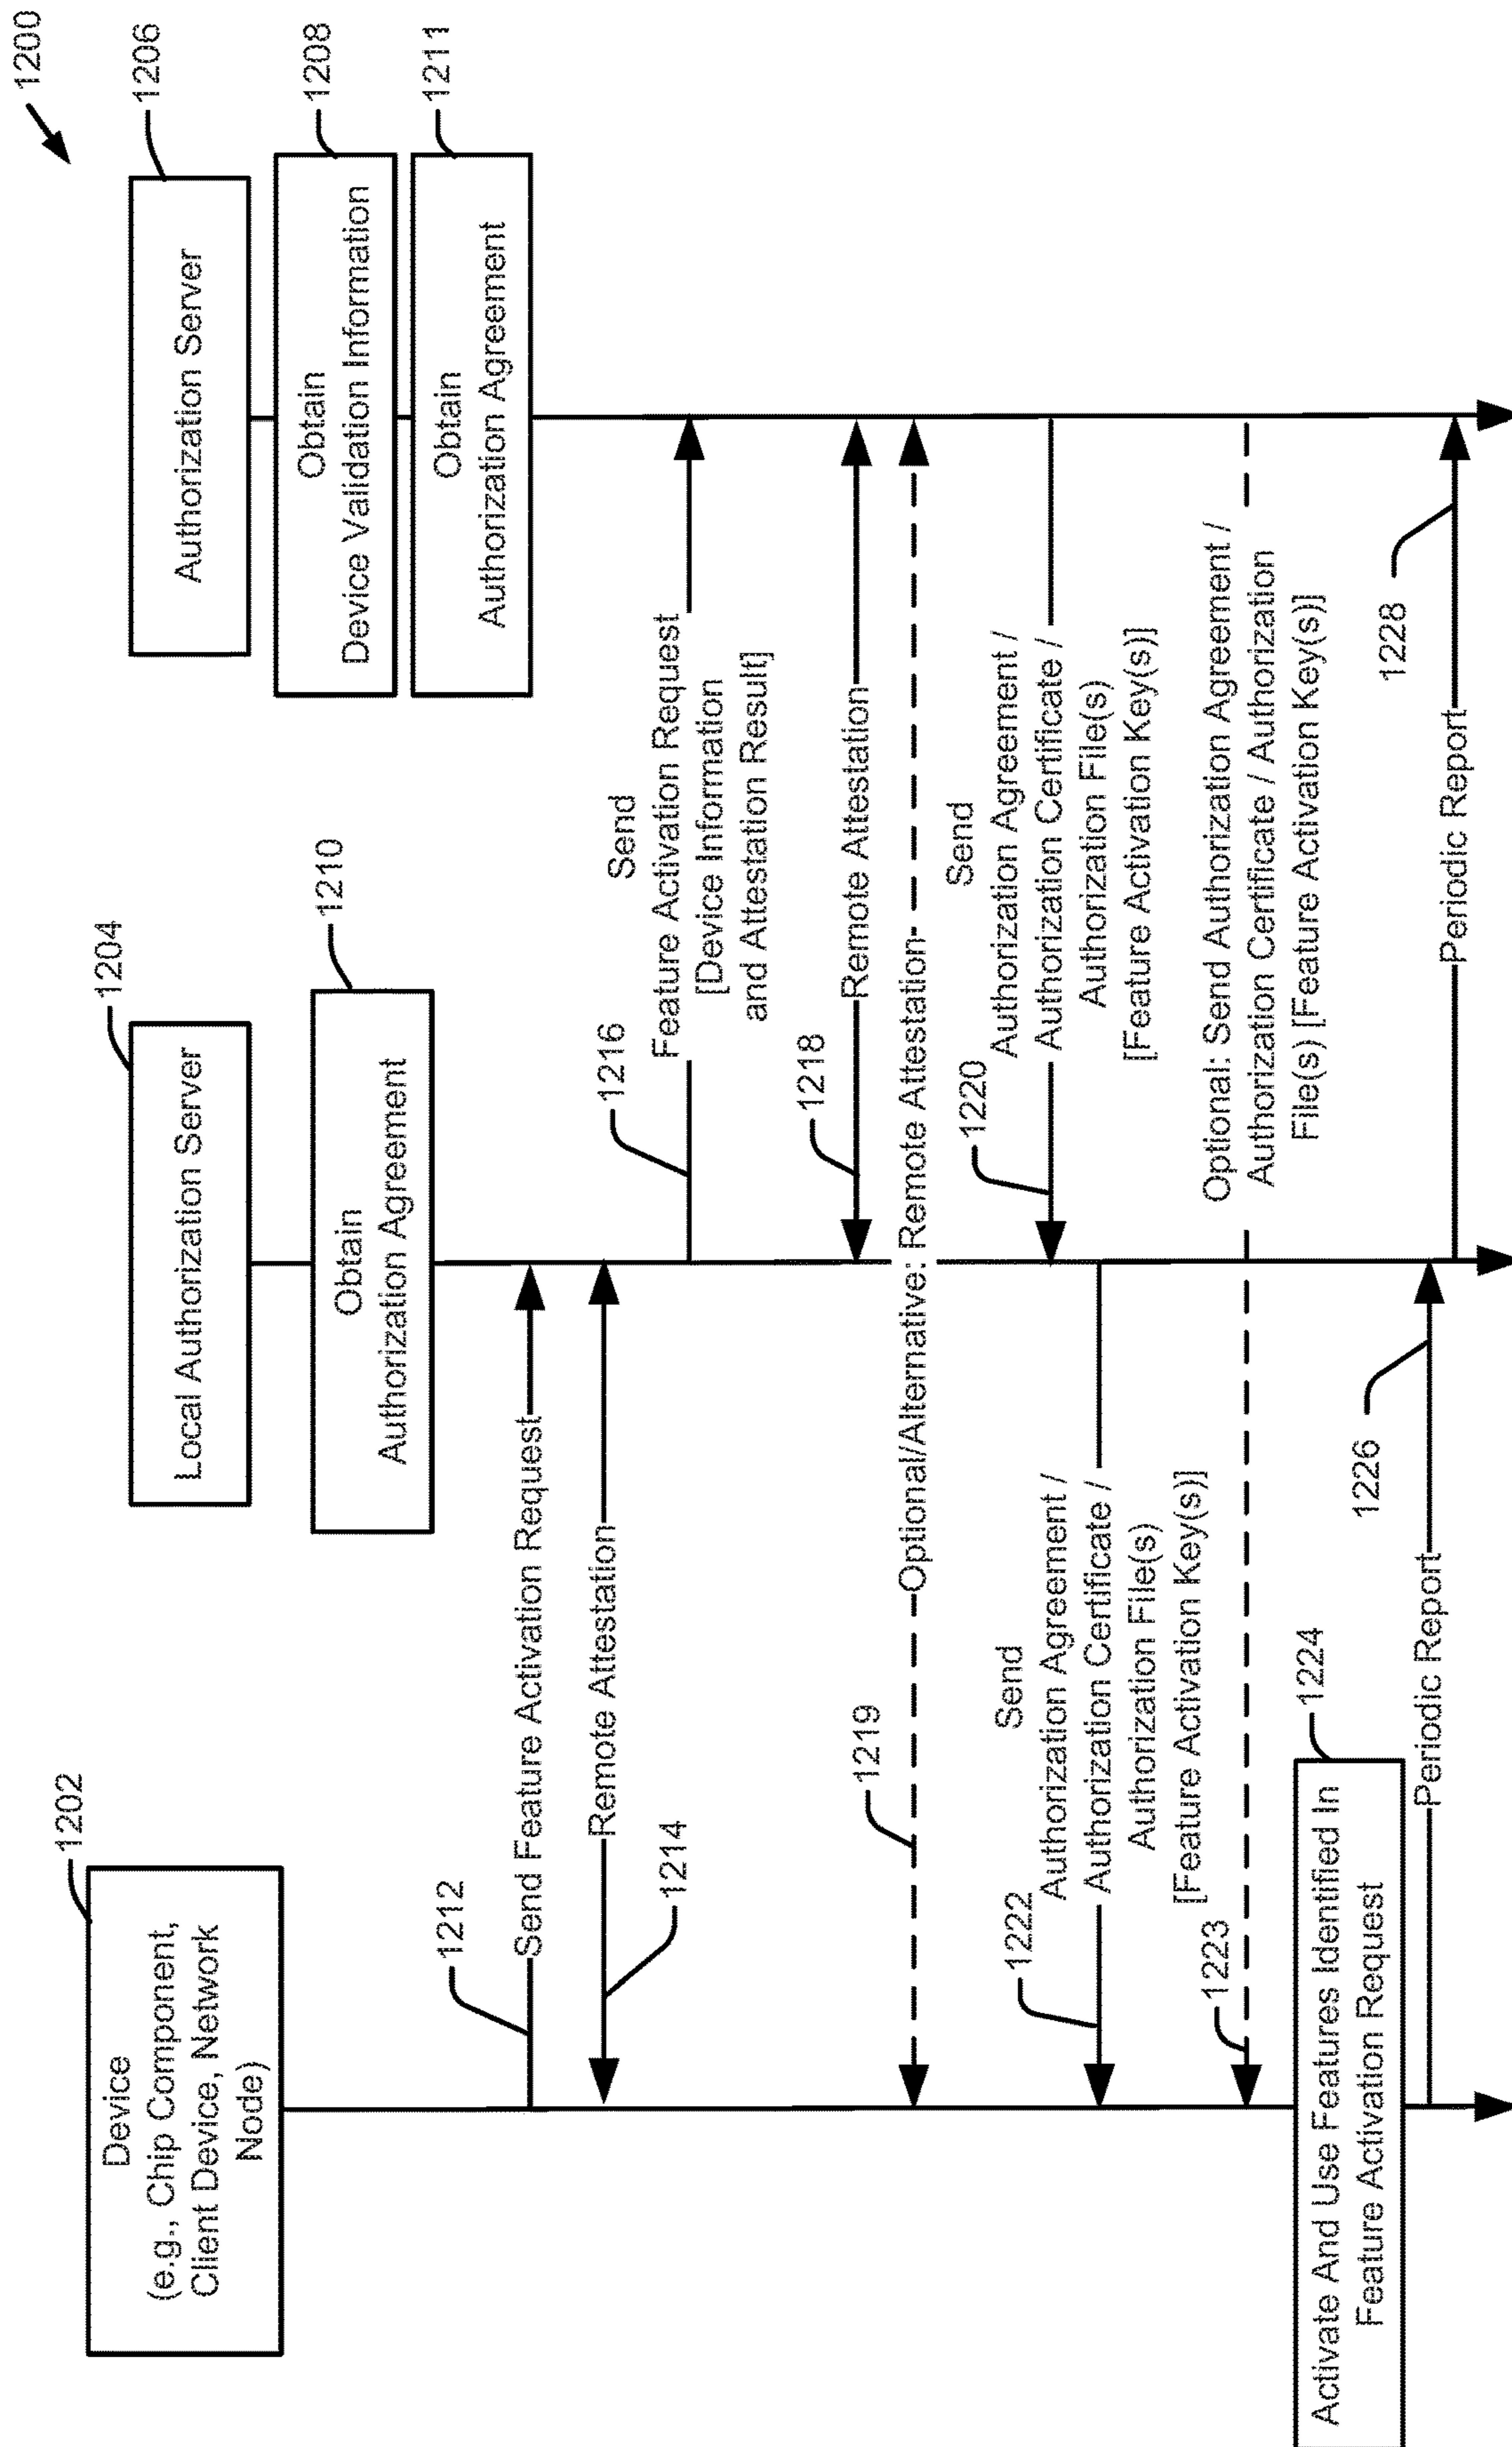 1200
1202
Device
(e.g., Chip Component,
Client Device, Network
Node)
1204
Local Authorization Server
1206
Authorization Server
1208
Obtain
Device Validation Information
1210
Obtain
Authorization Agreement
1211
Obtain
Authorization Agreement
1212
Send Feature Activation Request
Remote Attestation
1214
1216
Send
Feature Activation Request
[Device Information
and Attestation Result]
1218
Remote Attestation
1219
Optional/Alternative: Remote Attestation
1220
Send
Authorization Agreement /
Authorization Certificate /
Authorization File(s)
[Feature Activation Key(s)]
1222
Send
Authorization Agreement /
Authorization Certificate /
Authorization File(s)
[Feature Activation Key(s)]
1223
Optional: Send Authorization Agreement /
Authorization Certificate / Authorization
File(s) [Feature Activation Key(s)]
1224
Activate And Use Features Identified In
Feature Activation Request
Periodic Report
1226
Periodic Report
1228